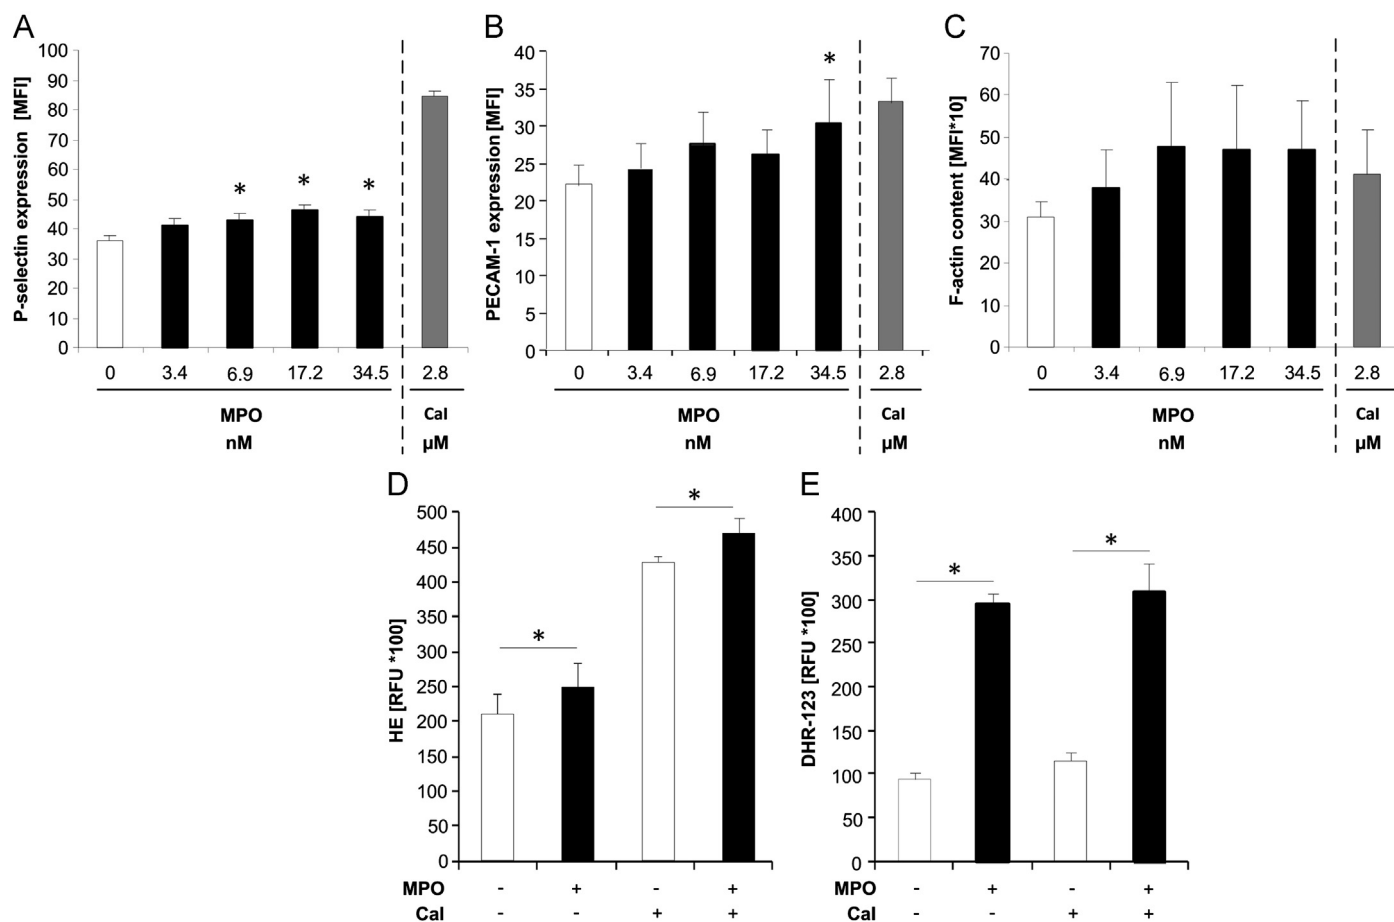 A
P-selectin expression [MFI]
100
90
80
70
60
50
40
30
20
10
0
* * *
0 3.4 6.9 17.2 34.5 2.8
MPO CaI
nM µM
B
PECAM-1 expression [MFI]
40
35
30
25
20
15
10
5
0
*
0 3.4 6.9 17.2 34.5 2.8
MPO CaI
nM µM
C
F-actin content [MFI*10]
70
60
50
40
30
20
10
0
0 3.4 6.9 17.2 34.5 2.8
MPO CaI
nM µM
D
HE [RFU *100]
500
450
400
350
300
250
200
150
100
50
0
* *
MPO - + - +
CaI - - + +
E
DHR-123 [RFU *100]
400
350
300
250
200
150
100
50
0
* *
MPO - + - +
CaI - - + +